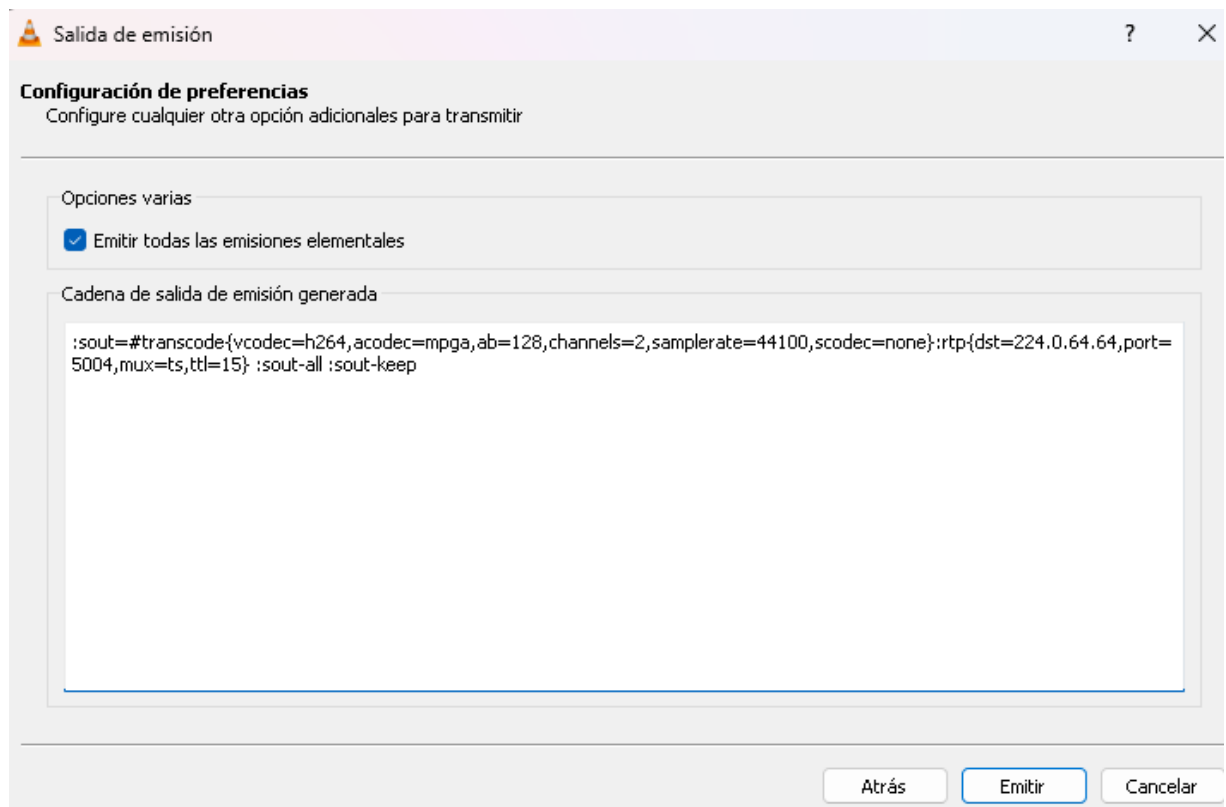 Salida de emisión
?
Configuración de preferencias
Configure cualquier otra opción adicionales para transmitir
Opciones varias
Emitir todas las emisiones elementales
Cadena de salida de emisión generada
:sout=#transcode{vcodec=h264,acodec=mpga,ab=128,channels=2,samplerate=44100,scodec=none}:rtp{dst=224.0.64.64,port=
5004,mux=ts,ttl=15} :sout-all :sout-keep
Atrás
Emitir
Cancelar